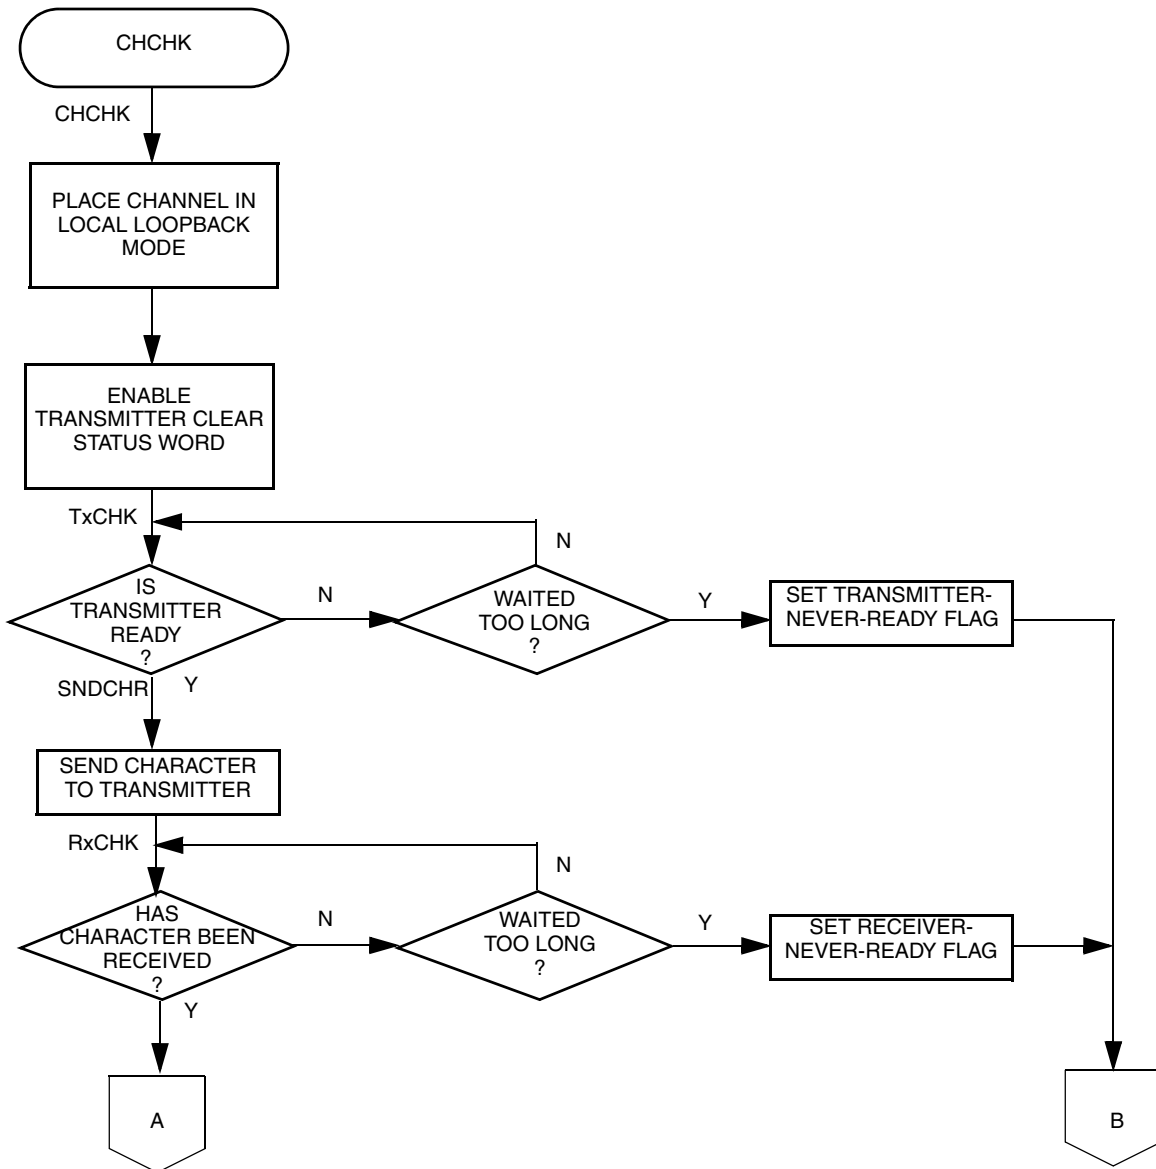 CHCHK
CHCHK
PLACE CHANNEL IN
LOCAL LOOPBACK
MODE
ENABLE
TRANSMITTER CLEAR
STATUS WORD
TxCHK
N
IS
TRANSMITTER
READY
?
N
WAITED
TOO LONG
?
Y
SET TRANSMITTER-
NEVER-READY FLAG
SNDCHR
Y
SEND CHARACTER
TO TRANSMITTER
RxCHK
N
HAS
CHARACTER BEEN
RECEIVED
?
N
WAITED
TOO LONG
?
Y
SET RECEIVER-
NEVER-READY FLAG
Y
A
B